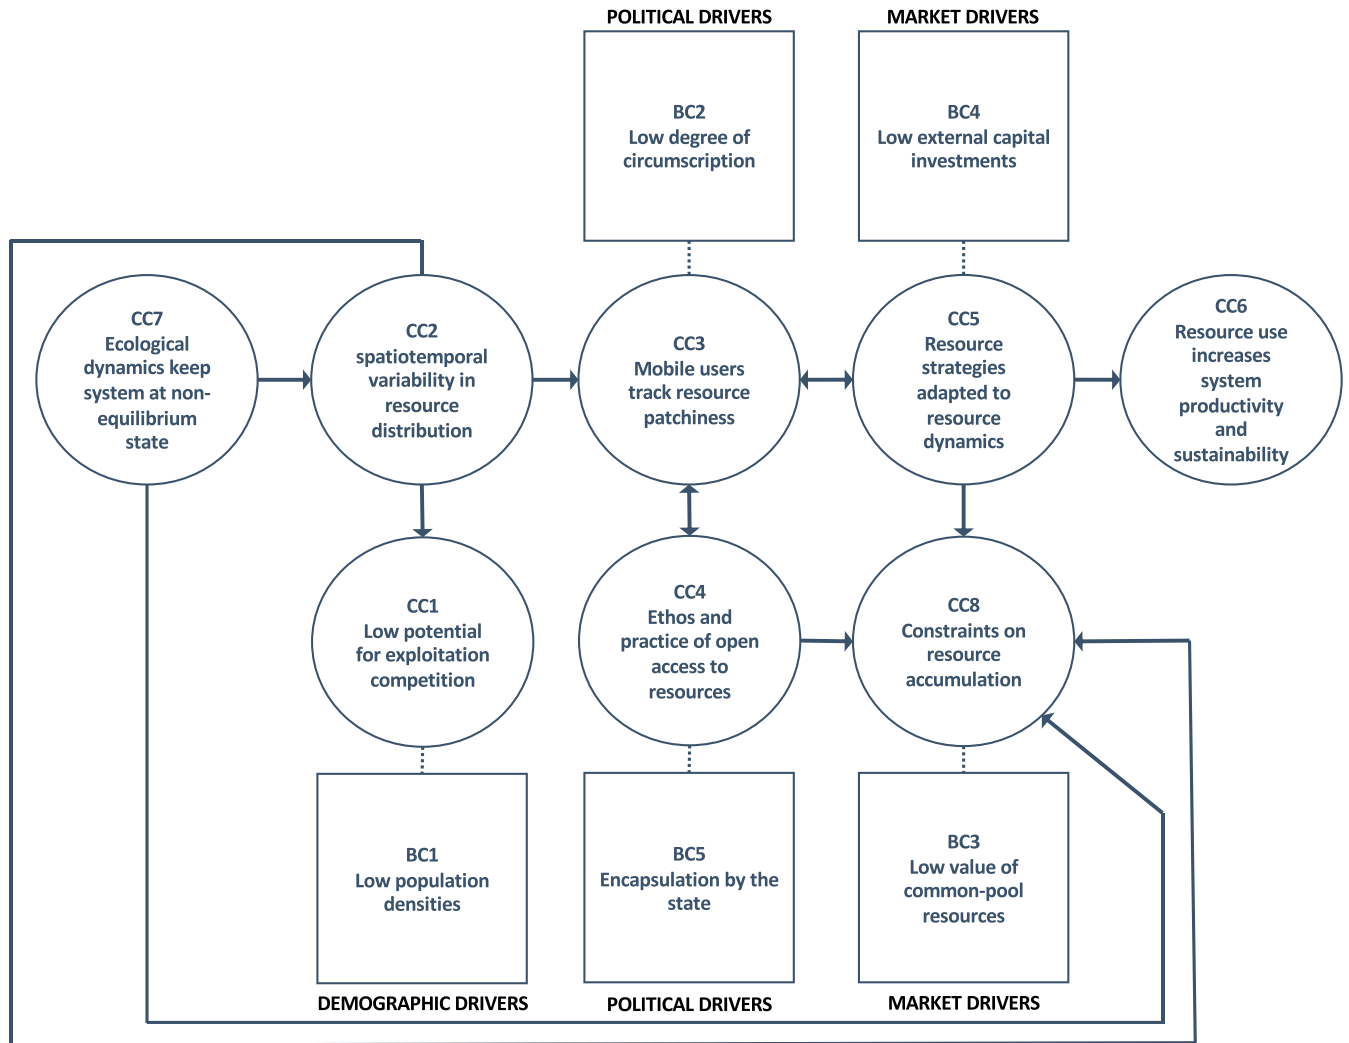 POLITICAL DRIVERS
MARKET DRIVERS
BC2
Low degree of
circumscription
BC4
Low external capital
investments
CC7
Ecological
dynamics keep
system at non-
equilibrium
state
CC2
spatiotemporal
variability in
resource
distribution
CC3
Mobile users
track resource
patchiness
CC5
Resource
strategies
adapted to
resource
dynamics
CC6
Resource use
increases
system
productivity
and
sustainability
CC1
Low potential
for exploitation
competition
CC4
Ethos and
practice of open
access to
resources
CC8
Constraints on
resource
accumulation
BC1
Low population
densities
BC5
Encapsulation by the
state
BC3
Low value of
common-pool
resources
DEMOGRAPHIC DRIVERS
POLITICAL DRIVERS
MARKET DRIVERS